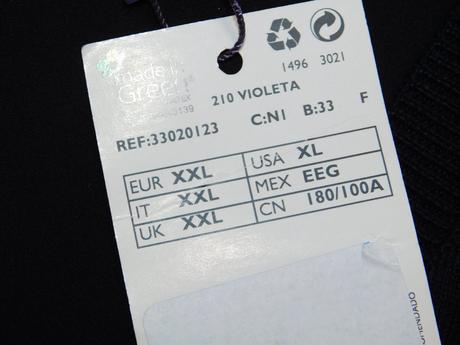 made in
Green
1496 3021
210 VIOLETA
REF:33020123 C:N1 B:33 F
EUR XXL USA XL
IT XXL MEX EEG
UK XXL CN 180/100A